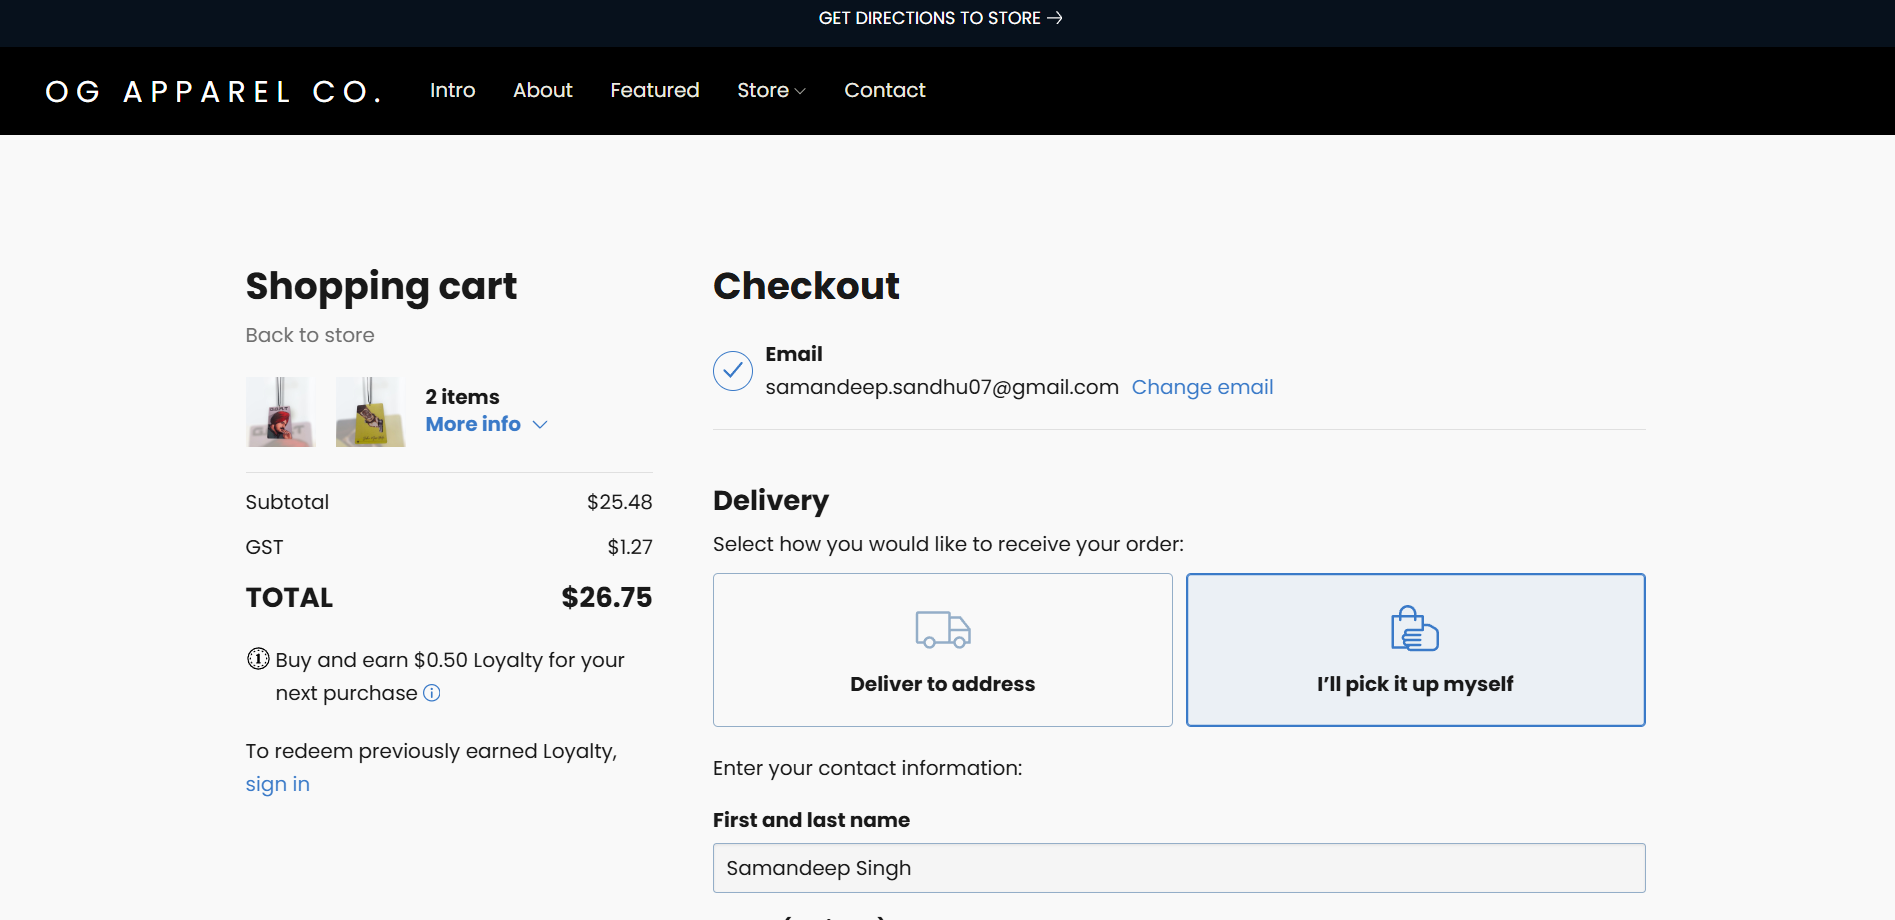 GET DIRECTIONS TO STORE →
OG APPAREL CO.
Intro
About
Featured
Store
Contact
Shopping cart
Back to store
2 items
More info
Subtotal $25.48
GST $1.27
TOTAL $26.75
1 Buy and earn $0.50 Loyalty for your
next purchase
To redeem previously earned Loyalty,
sign in
Checkout
Email
samandeep.sandhu07@gmail.com Change email
Delivery
Select how you would like to receive your order:
Deliver to address
I’ll pick it up myself
Enter your contact information:
First and last name
Samandeep Singh